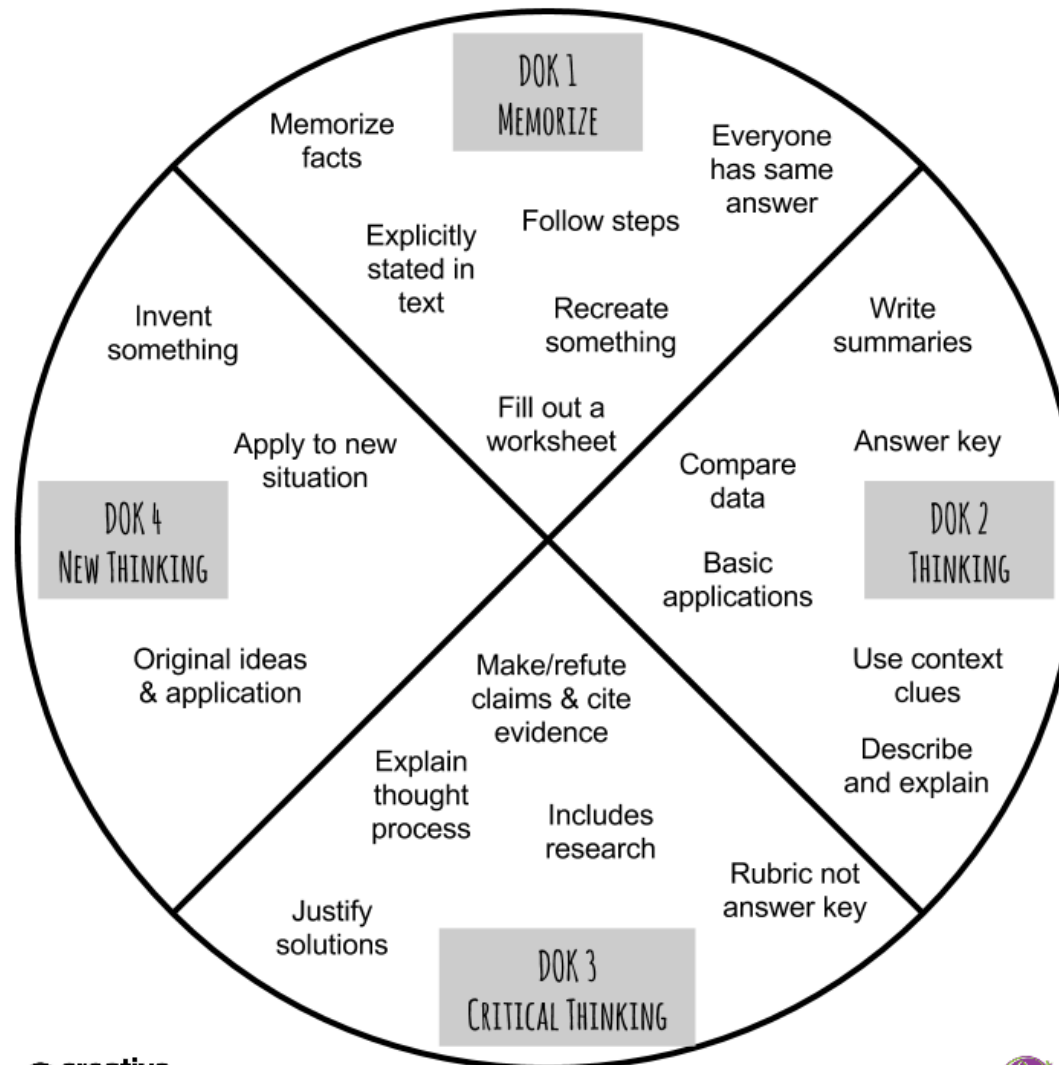 DOK 1
MEMORIZE
Memorize
facts
Everyone
has same
answer
Explicitly
stated in
text
Follow steps
Recreate
something
Fill out a
worksheet
Write
summaries
Answer key
Compare
data
DOK 2
THINKING
Basic
applications
Use context
clues
Describe
and explain
Make/refute
claims & cite
evidence
Explain
thought
process
Includes
research
Rubric not
answer key
Justify
solutions
DOK 3
CRITICAL THINKING
Invent
something
Apply to new
situation
DOK 4
NEW THINKING
Original ideas
& application